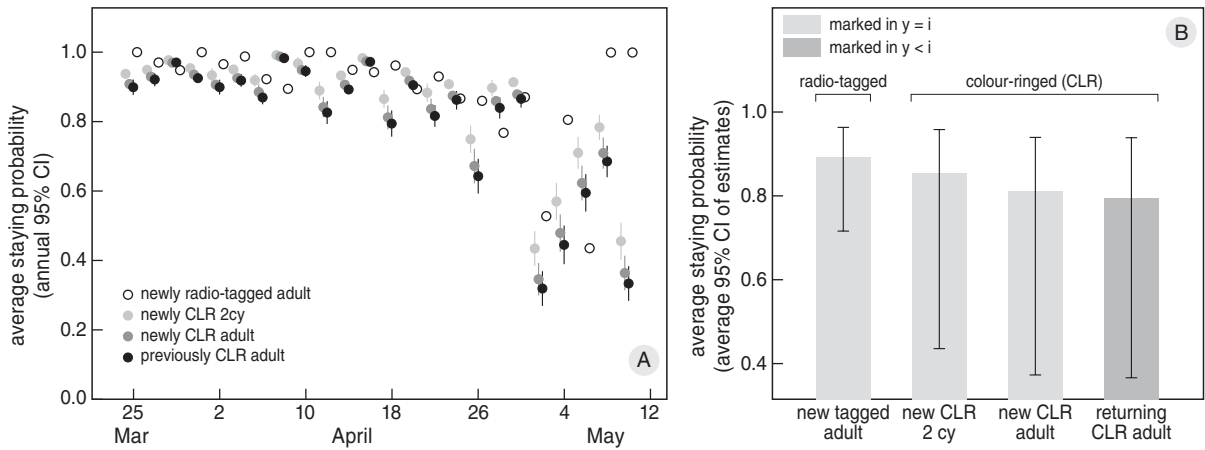 average staying probability
(annual 95% CI)
1.0
0.8
0.6
0.4
0.2
0.0
newly radio-tagged adult
newly CLR 2cy
newly CLR adult
previously CLR adult
A
25
2
10
18
26
4
12
Mar
April
May
average staying probability
(average 95% CI of estimates)
marked in y = i
marked in y < i
B
radio-tagged
colour-ringed (CLR)
1.0
0.8
0.6
0.4
new tagged
adult
new CLR
2 cy
new CLR
adult
returning
CLR adult